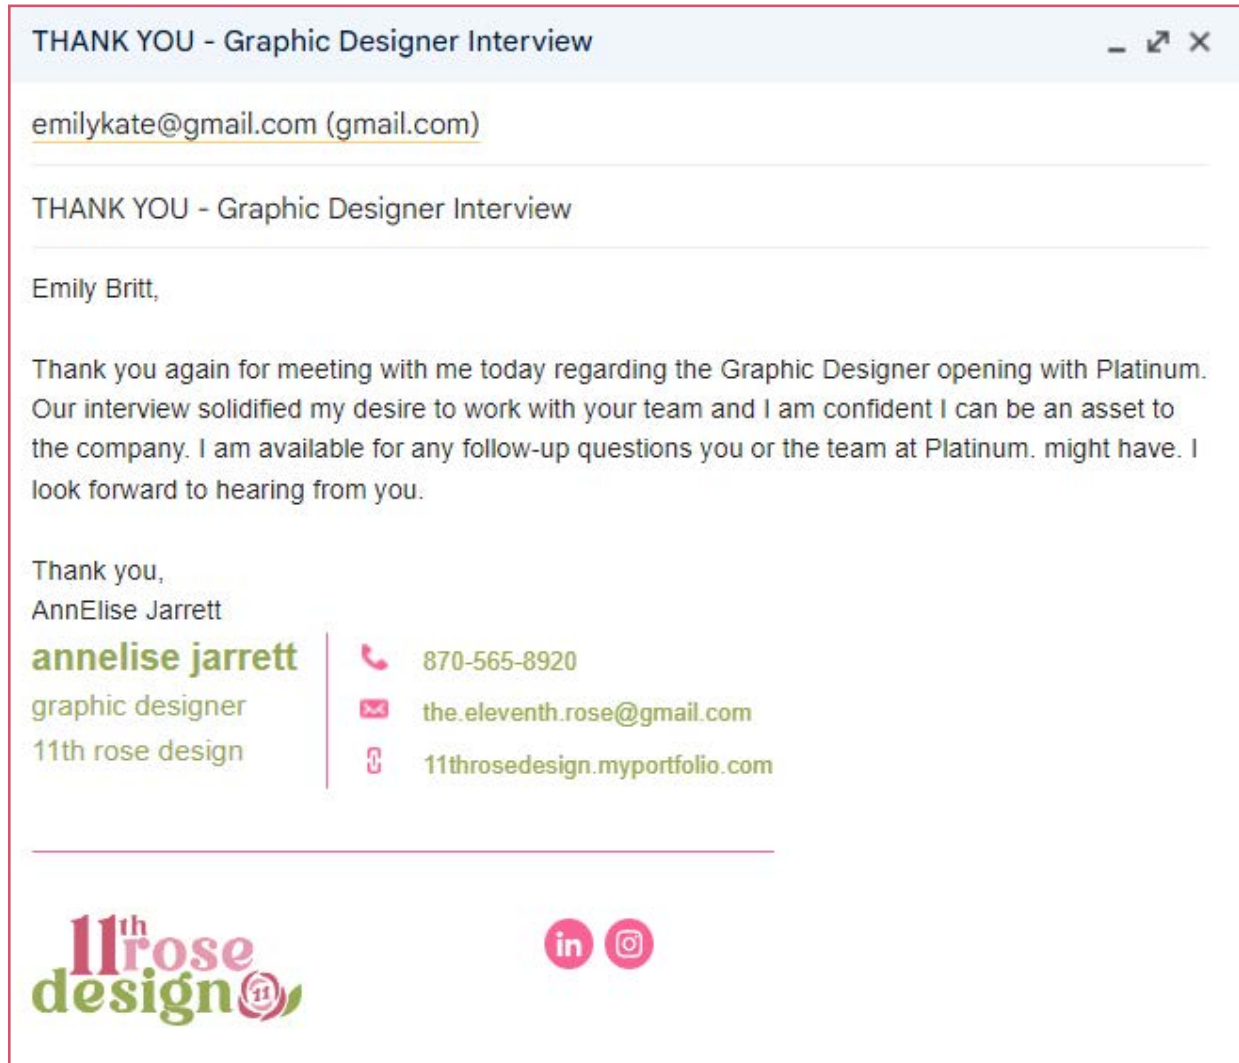 THANK YOU - Graphic Designer Interview
emilykate@gmail.com (gmail.com)
THANK YOU - Graphic Designer Interview
Emily Britt,
Thank you again for meeting with me today regarding the Graphic Designer opening with Platinum.
Our interview solidified my desire to work with your team and I am confident I can be an asset to
the company. I am available for any follow-up questions you or the team at Platinum. might have. I
look forward to hearing from you.
Thank you,
AnnElise Jarrett
annelise jarrett
graphic designer
11th rose design
870-565-8920
the.eleventh.rose@gmail.com
11throsedesign.myportfolio.com
11th rose
design 11
in